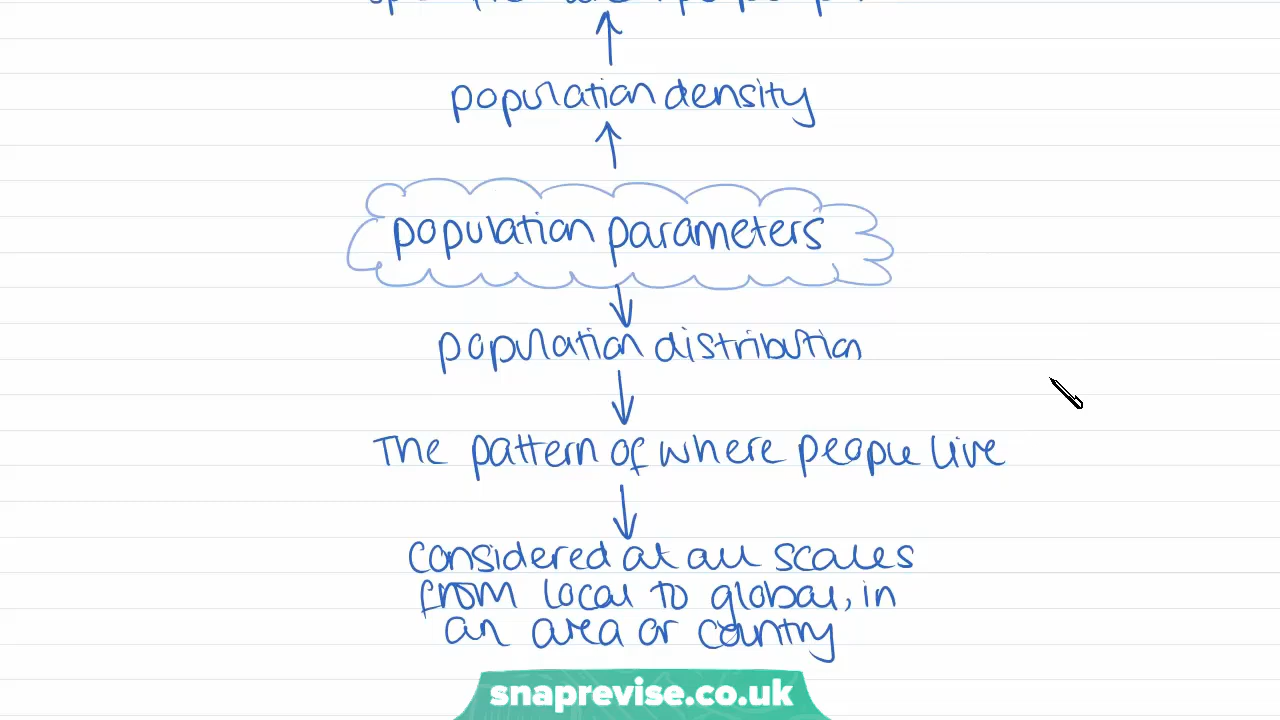 population density
population parameters
population distribution
The pattern of where people live
considered at all scales
from local to global, in
an area or country
snaprevise.co.uk